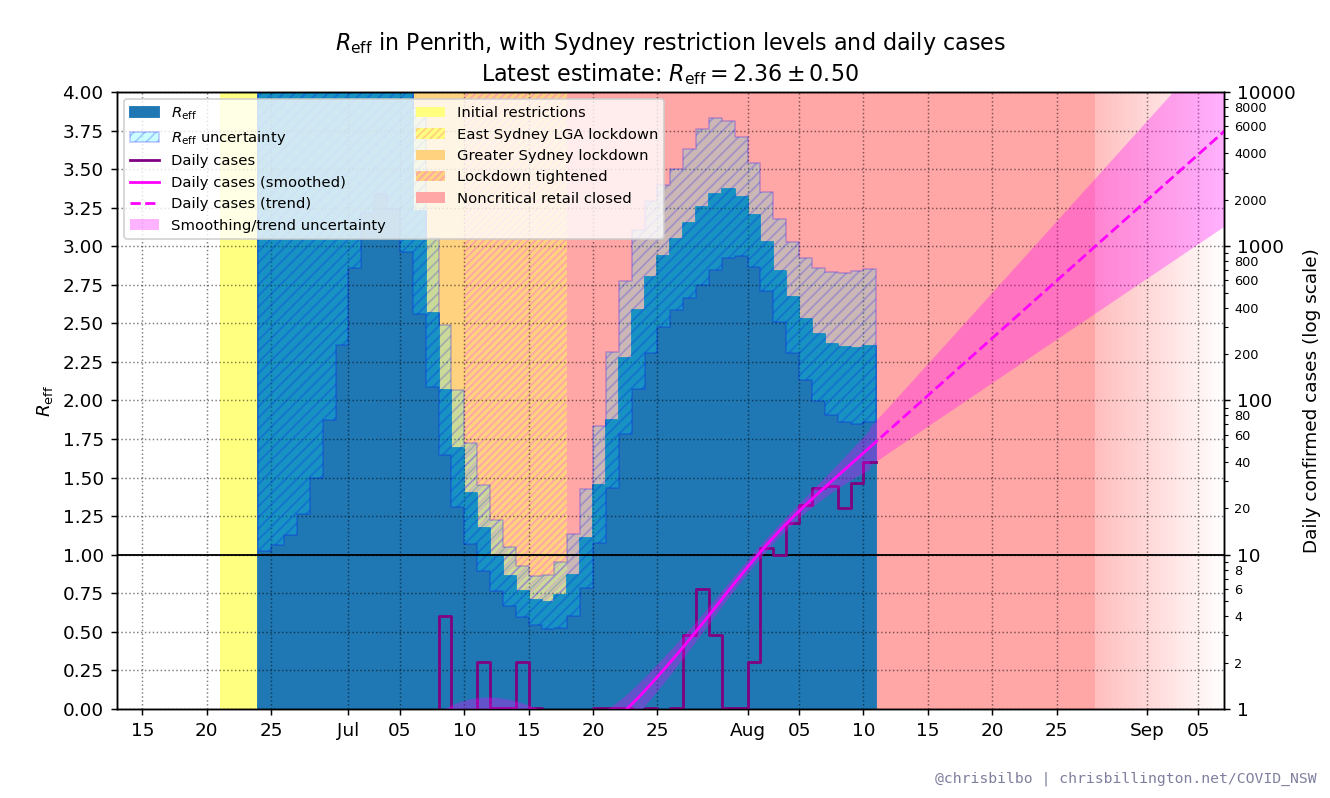 Reff in Penrith, with Sydney restriction levels and daily cases
Latest estimate: Reff = 2.36 ± 0.50
Reff
Reff uncertainty
Daily cases
Daily cases (smoothed)
Daily cases (trend)
Smoothing/trend uncertainty
Initial restrictions
East Sydney LGA lockdown
Greater Sydney lockdown
Lockdown tightened
Noncritical retail closed
Reff
4.00
3.75
3.50
3.25
3.00
2.75
2.50
2.25
2.00
1.75
1.50
1.25
1.00
0.75
0.50
0.25
0.00
10000
8000
6000
4000
2000
1000
800
600
400
200
100
80
60
40
20
10
8
6
4
2
1
Daily confirmed cases (log scale)
15 20 25 Jul 05 10 15 20 25 Aug 05 10 15 20 25 Sep 05
@chrisbilbo | chrisbillington.net/COVID_NSW